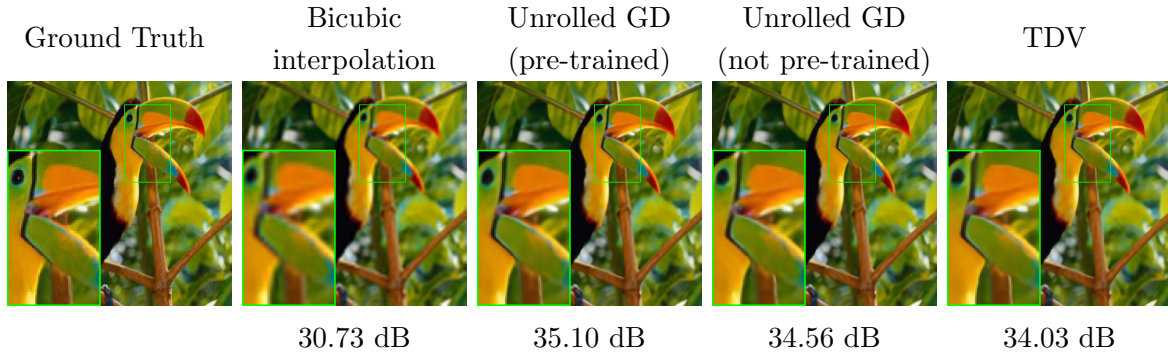 Ground Truth
Bicubic
interpolation
Unrolled GD
(pre-trained)
Unrolled GD
(not pre-trained)
TDV
30.73 dB
35.10 dB
34.56 dB
34.03 dB